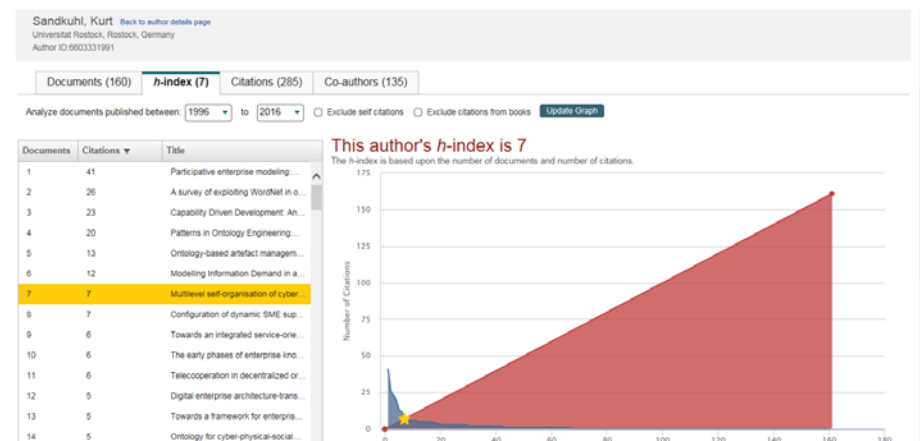 Sandkuhl, Kurt Back to author details page
Universitat Rostock, Rostock, Germany
Author ID:6603331991
Documents (160) h-index (7) Citations (285) Co-authors (135)
Analyze documents published between: 1996 to 2016 Exclude self citations Exclude citations from books Update Graph
Documents Citations Title
1 41 Participative enterprise modeling:...
2 26 A survey of exploiting WordNet in o...
3 23 Capability Driven Development: An...
4 20 Patterns in Ontology Engineering:...
5 13 Ontology-based artefact managem...
6 12 Modelling Information Demand in a...
7 7 Multilevel self-organisation of cyber...
8 7 Configuration of dynamic SME sup...
9 6 Towards an integrated service-orie...
10 6 The early phases of enterprise kno...
11 6 Telecooperation in decentralized or...
12 5 Digital enterprise architecture-trans...
13 5 Towards a framework for enterpris...
14 5 Ontology for cyber-physical-social...
This author's h-index is 7
The h-index is based upon the number of documents and number of citations.
175
150
125
100
75
50
25
0
Number of Citations
0 20 40 60 80 100 120 140 160 180